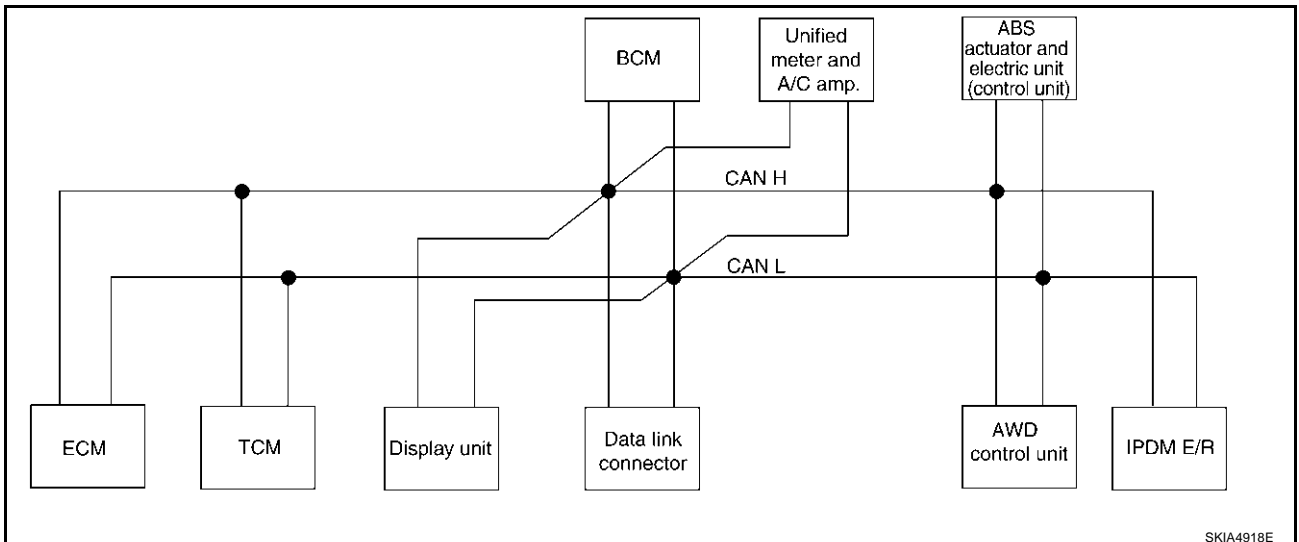 BCM
Unified
meter and
A/C amp.
ABS
actuator and
electric unit
(control unit)
CAN H
CAN L
ECM
TCM
Display unit
Data link
connector
AWD
control unit
IPDM E/R
SKIA4918E